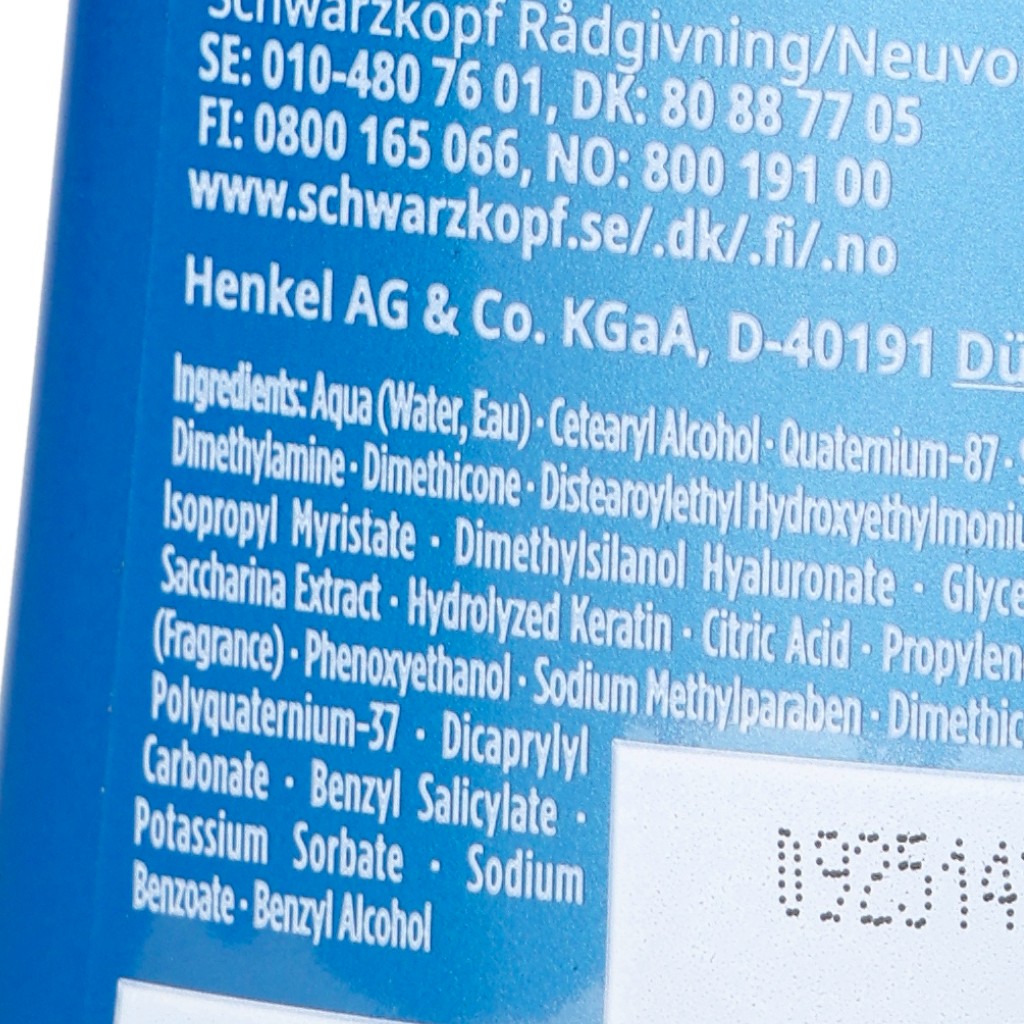 Schwarzkopf Rådgivning/Neuvo
SE: 010-480 76 01, DK: 80 88 77 05
FI: 0800 165 066, NO: 800 191 00
www.schwarzkopf.se/.dk/.fi/.no
Henkel AG & Co. KGaA, D-40191 Dü
Ingredients: Aqua (Water, Eau) · Cetearyl Alcohol · Quaternium-87 · S
Dimethylamine · Dimethicone · Distearoylethyl Hydroxyethylmoni
Isopropyl Myristate · Dimethylsilanol Hyaluronate · Glyce
Saccharina Extract · Hydrolyzed Keratin · Citric Acid · Propylen
(Fragrance) · Phenoxyethanol · Sodium Methylparaben · Dimethic
Polyquaternium-37 · Dicaprylyl
Carbonate · Benzyl Salicylate ·
Potassium Sorbate · Sodium
Benzoate · Benzyl Alcohol
092514